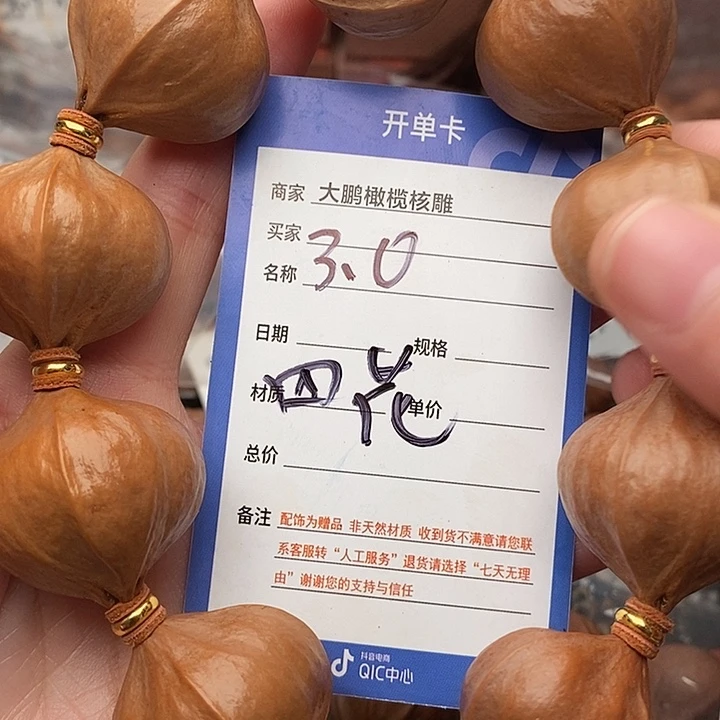 开单卡
商家 大鹏橄榄核雕
买家 3.0
名称
日期 规格
材质 四花 单价
总价
备注 配饰为赠品 非天然材质 收到货不满意请您联
系客服转“人工服务”退货请选择“七天无理
由”谢谢您的支持与信任
抖音电商
QIC中心